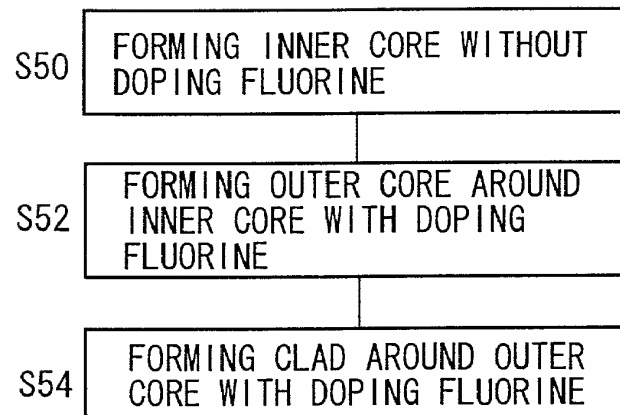 S50
FORMING INNER CORE WITHOUT
DOPING FLUORINE
S52
FORMING OUTER CORE AROUND
INNER CORE WITH DOPING
FLUORINE
S54
FORMING CLAD AROUND OUTER
CORE WITH DOPING FLUORINE